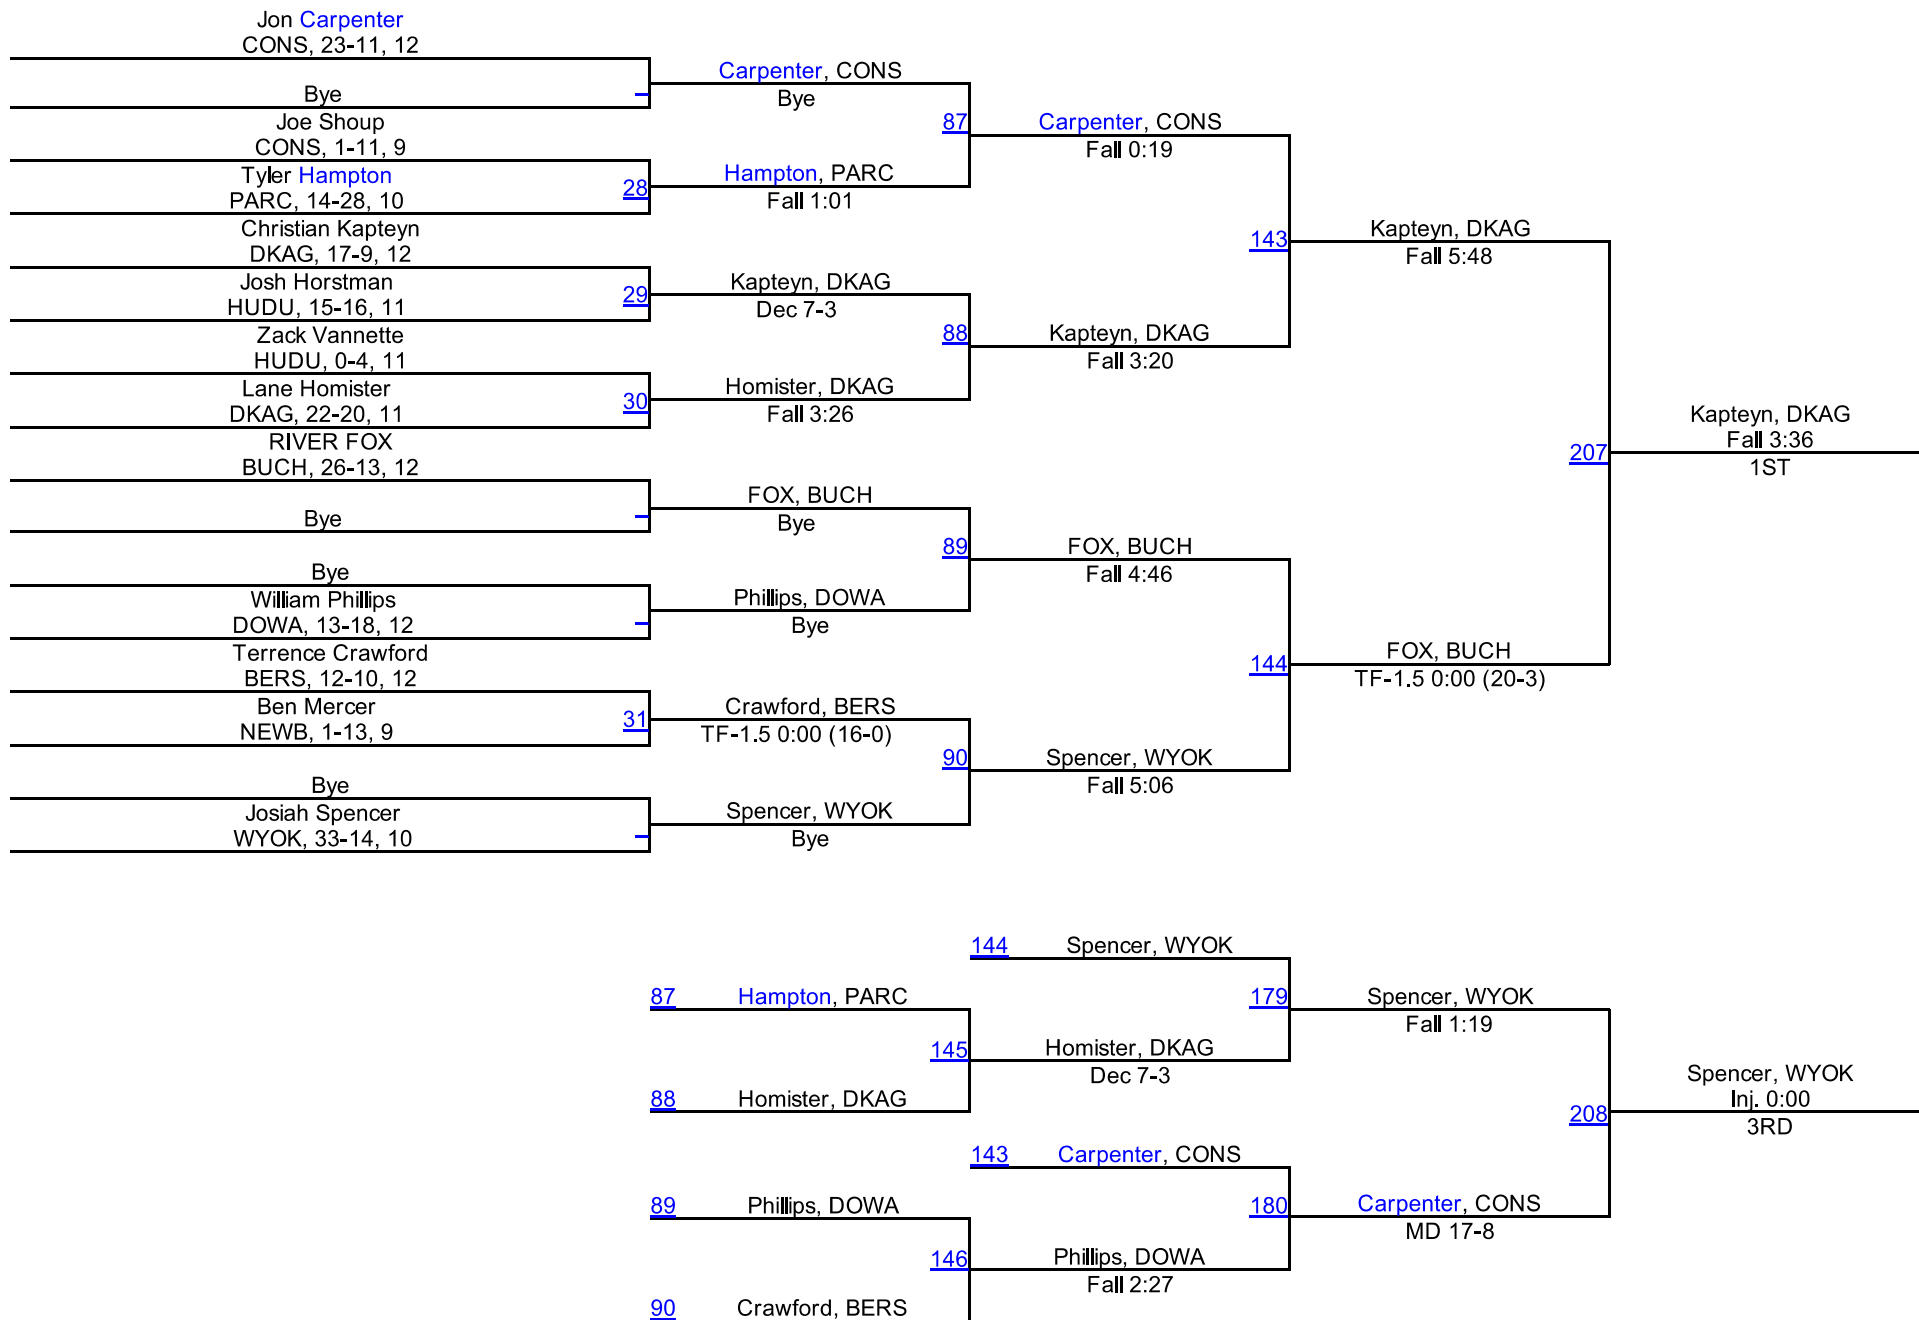 Jon Carpenter
CONS, 23-11, 12
Bye
Joe Shoup
CONS, 1-11, 9
Tyler Hampton
PARC, 14-28, 10
28
Christian Kapteyn
DKAG, 17-9, 12
Josh Horstman
HUDU, 15-16, 11
29
Zack Vannette
HUDU, 0-4, 11
Lane Homister
DKAG, 22-20, 11
30
RIVER FOX
BUCH, 26-13, 12
Bye
Bye
William Phillips
DOWA, 13-18, 12
Terrence Crawford
BERS, 12-10, 12
Ben Mercer
NEWB, 1-13, 9
31
Bye
Josiah Spencer
WYOK, 33-14, 10
Carpenter, CONS
Bye
87
Hampton, PARC
Fall 1:01
Kapteyn, DKAG
Dec 7-3
88
Homister, DKAG
Fall 3:26
FOX, BUCH
Bye
89
Phillips, DOWA
Bye
Crawford, BERS
TF-1.5 0:00 (16-0)
90
Spencer, WYOK
Bye
Carpenter, CONS
Fall 0:19
143
Kapteyn, DKAG
Fall 3:20
FOX, BUCH
Fall 4:46
144
Spencer, WYOK
Fall 5:06
Kapteyn, DKAG
Fall 5:48
207
FOX, BUCH
TF-1.5 0:00 (20-3)
Kapteyn, DKAG
Fall 3:36
1ST
87 Hampton, PARC
145
88 Homister, DKAG
89 Phillips, DOWA
146
90 Crawford, BERS
144 Spencer, WYOK
179
Homister, DKAG
Dec 7-3
143 Carpenter, CONS
180
Phillips, DOWA
Fall 2:27
Spencer, WYOK
Fall 1:19
208
Carpenter, CONS
MD 17-8
Spencer, WYOK
Inj. 0:00
3RD